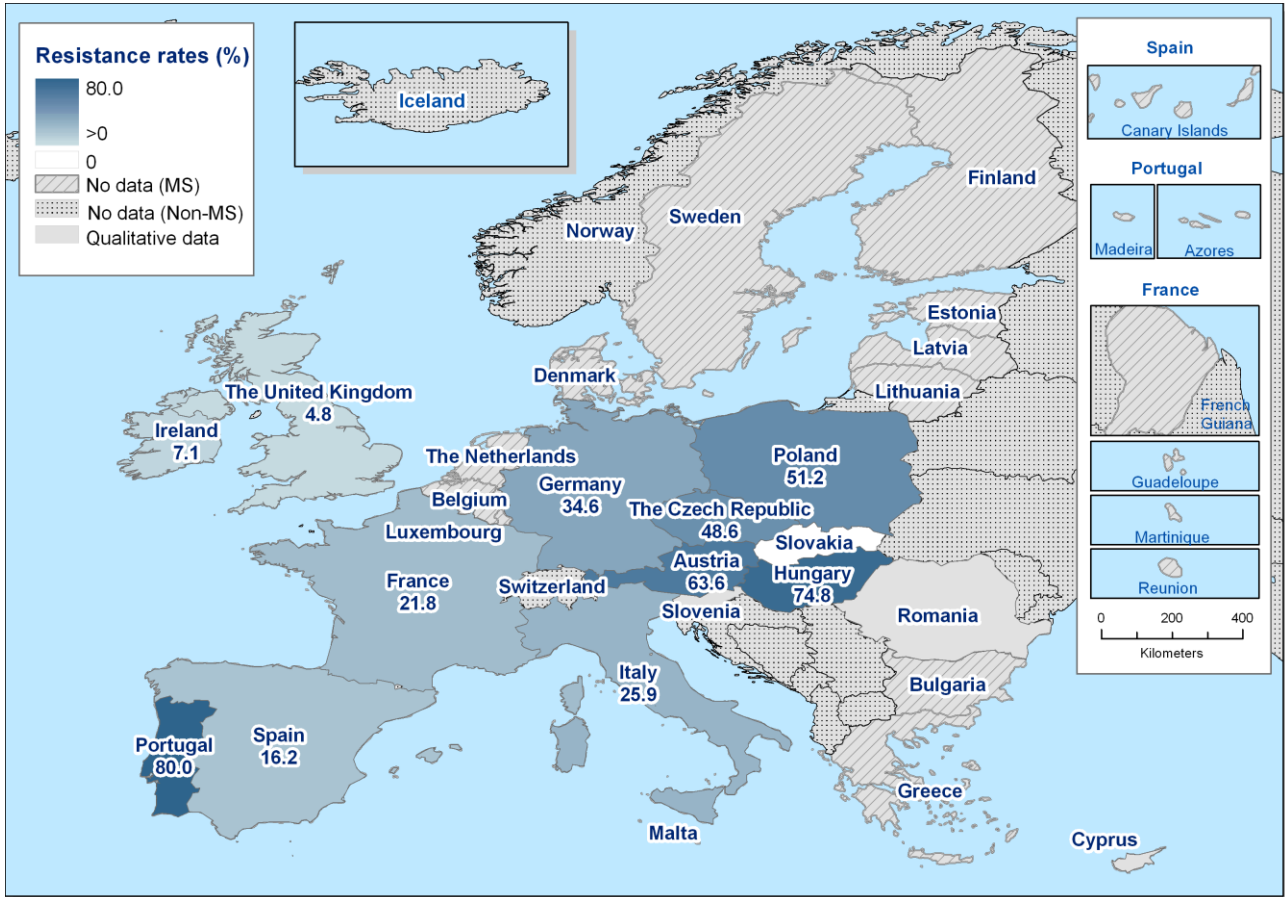 Resistance rates (%)
80.0
>0
0
No data (MS)
No data (Non-MS)
Qualitative data
Iceland
Spain
Canary Islands
Portugal
Madeira
Azores
France
French
Guiana
Guadeloupe
Martinique
Reunion
0 200 400
Kilometers
Finland
Sweden
Norway
Estonia
Latvia
Denmark
Lithuania
The United Kingdom
4.8
Ireland
7.1
The Netherlands
Poland
51.2
Germany
34.6
Belgium
The Czech Republic
48.6
Luxembourg
Slovakia
Austria
63.6
Hungary
74.8
France
21.8
Switzerland
Slovenia
Romania
Italy
25.9
Bulgaria
Portugal
80.0
Spain
16.2
Greece
Malta
Cyprus